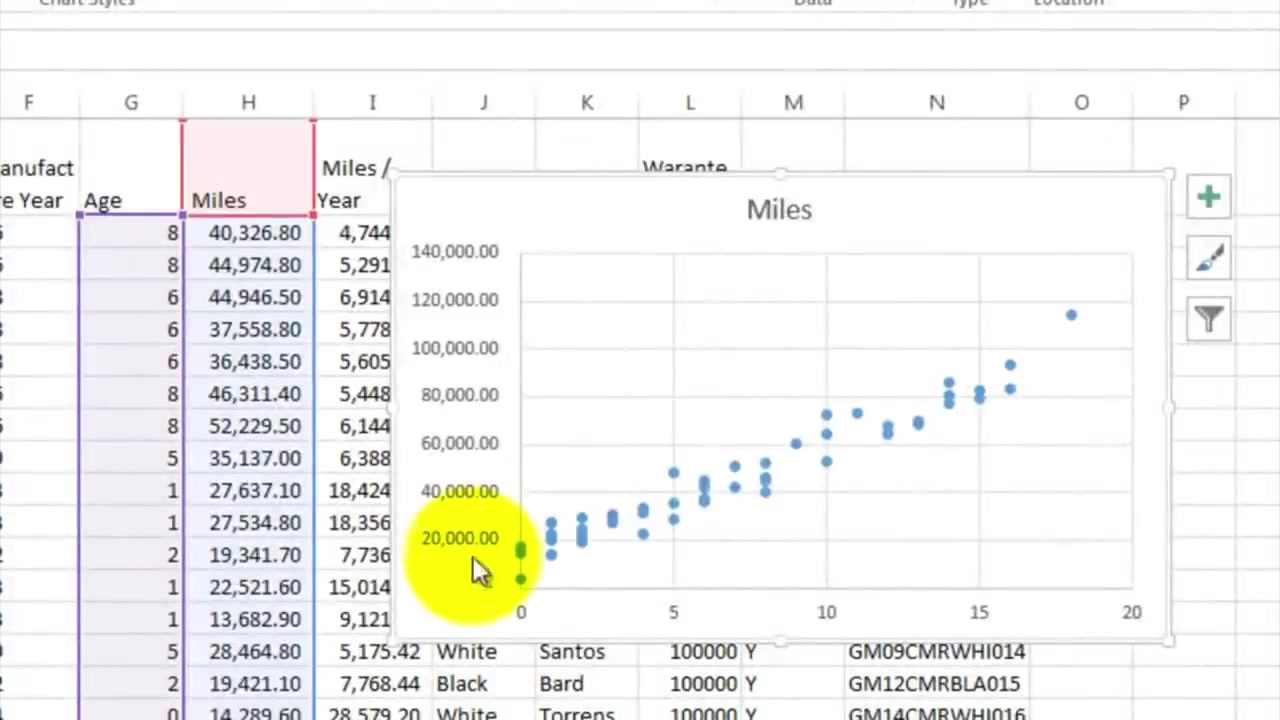 Chart Styles Data Type Location
F G H I J K L M N O P
anufact Miles / Warante
re Year Age Miles Year
8 40,326.80 4,744
8 44,974.80 5,291
6 44,946.50 6,914
6 37,558.80 5,778
6 36,438.50 5,605
8 46,311.40 5,448
8 52,229.50 6,144
5 35,137.00 6,388
1 27,637.10 18,424
1 27,534.80 18,356
2 19,341.70 7,736
1 22,521.60 15,014
1 13,682.90 9,121
5 28,464.80 5,175.42 White Santos 100000 Y GM09CMRWHI014
2 19,421.10 7,768.44 Black Bard 100000 Y GM12CMRBLA015
0 14,289.60 28,579.20 White Torrens 100000 Y GM14CMRWHI016
Miles
140,000.00
120,000.00
100,000.00
80,000.00
60,000.00
40,000.00
20,000.00
0 5 10 15 20